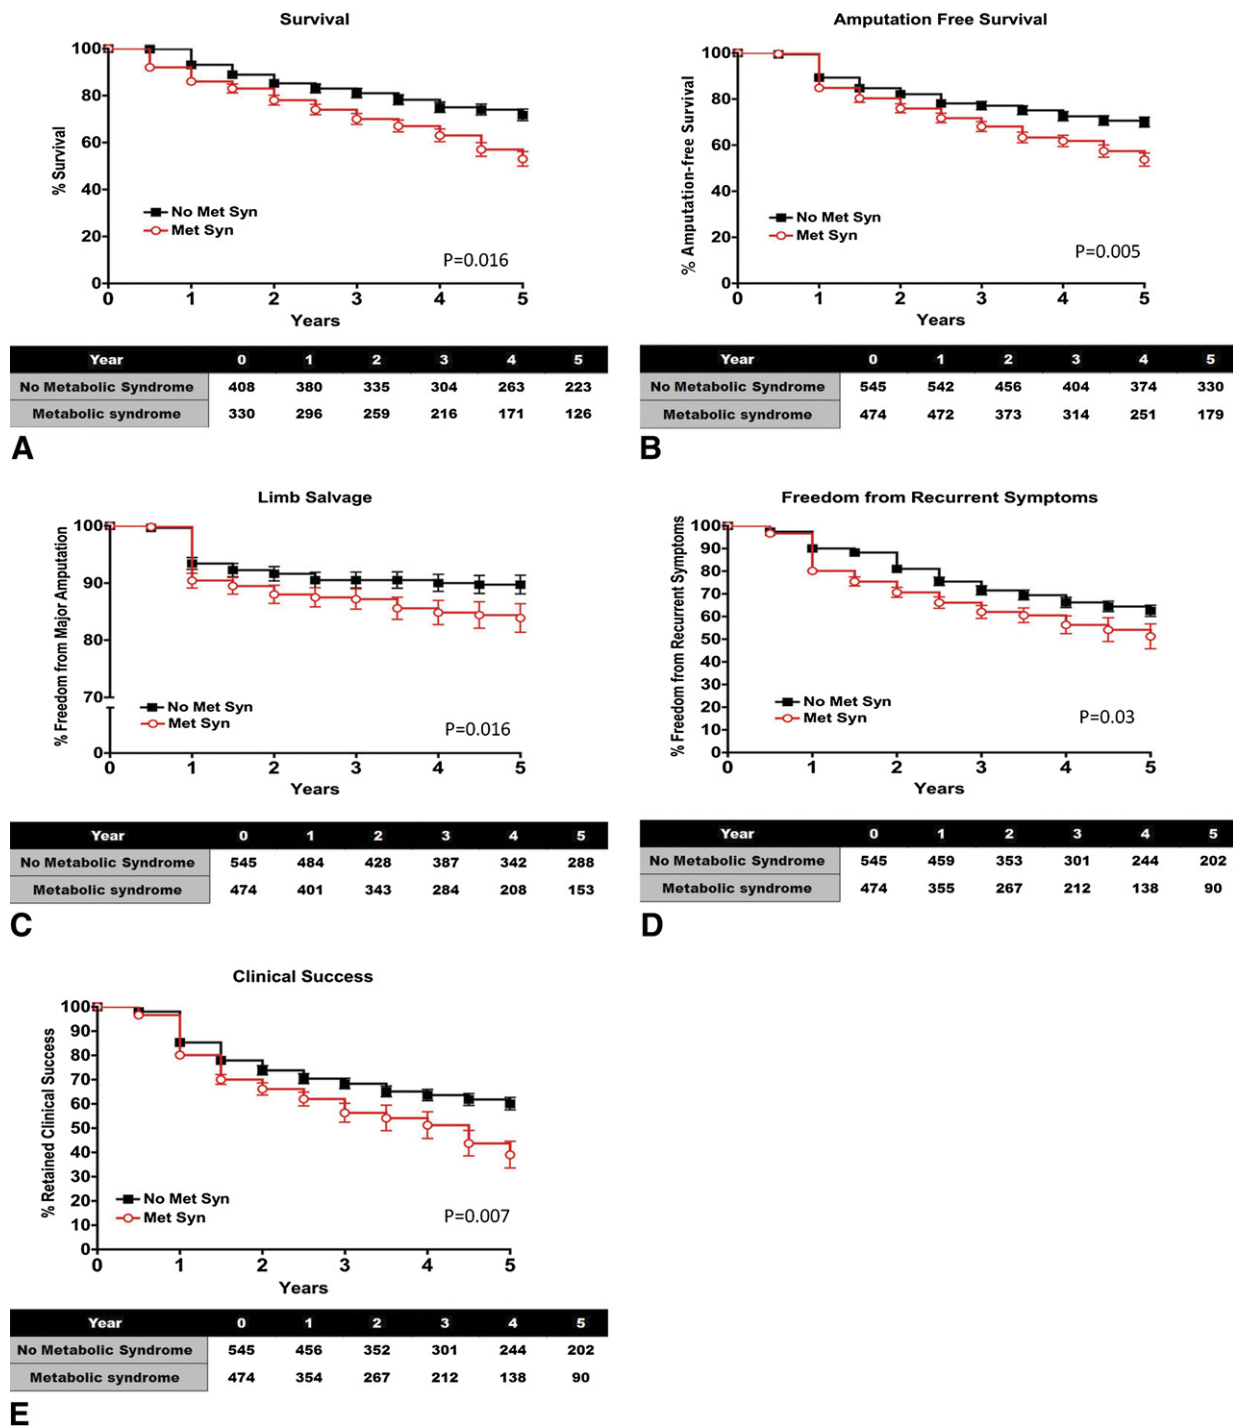 Survival
% Survival
100
80
60
40
20
0
No Met Syn
Met Syn
P=0.016
0 1 2 3 4 5
Years
Year 0 1 2 3 4 5
No Metabolic Syndrome 408 380 335 304 263 223
Metabolic syndrome 330 296 259 216 171 126
A
Amputation Free Survival
% Amputation-free Survival
100
80
60
40
20
0
No Met Syn
Met Syn
P=0.005
0 1 2 3 4 5
Years
Year 0 1 2 3 4 5
No Metabolic Syndrome 545 542 456 404 374 330
Metabolic syndrome 474 472 373 314 251 179
B
Limb Salvage
% Freedom from Major Amputation
100
90
80
70
0
No Met Syn
Met Syn
P=0.016
0 1 2 3 4 5
Years
Year 0 1 2 3 4 5
No Metabolic Syndrome 545 484 428 387 342 288
Metabolic syndrome 474 401 343 284 208 153
C
Freedom from Recurrent Symptoms
% Freedom from Recurrent Symptoms
100
90
80
70
60
50
40
30
20
10
0
No Met Syn
Met Syn
P=0.03
0 1 2 3 4 5
Years
Year 0 1 2 3 4 5
No Metabolic Syndrome 545 459 353 301 244 202
Metabolic syndrome 474 355 267 212 138 90
D
Clinical Success
% Retained Clinical Success
100
90
80
70
60
50
40
30
20
10
0
No Met Syn
Met Syn
P=0.007
0 1 2 3 4 5
Years
Year 0 1 2 3 4 5
No Metabolic Syndrome 545 456 352 301 244 202
Metabolic syndrome 474 354 267 212 138 90
E